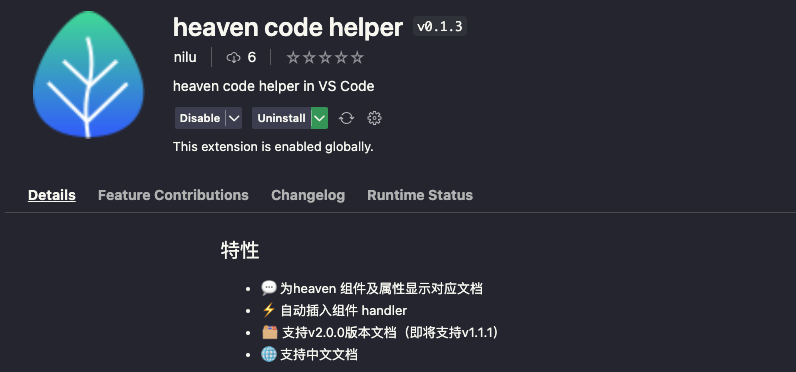 heaven code helper v0.1.3
nilu 6
heaven code helper in VS Code
Disable Uninstall
This extension is enabled globally.
Details Feature Contributions Changelog Runtime Status
特性
• 💬 为heaven 组件及属性显示对应文档
• ⚡ 自动插入组件 handler
• 🗂️ 支持v2.0.0版本文档（即将支持v1.1.1）
• 🌐 支持中文文档